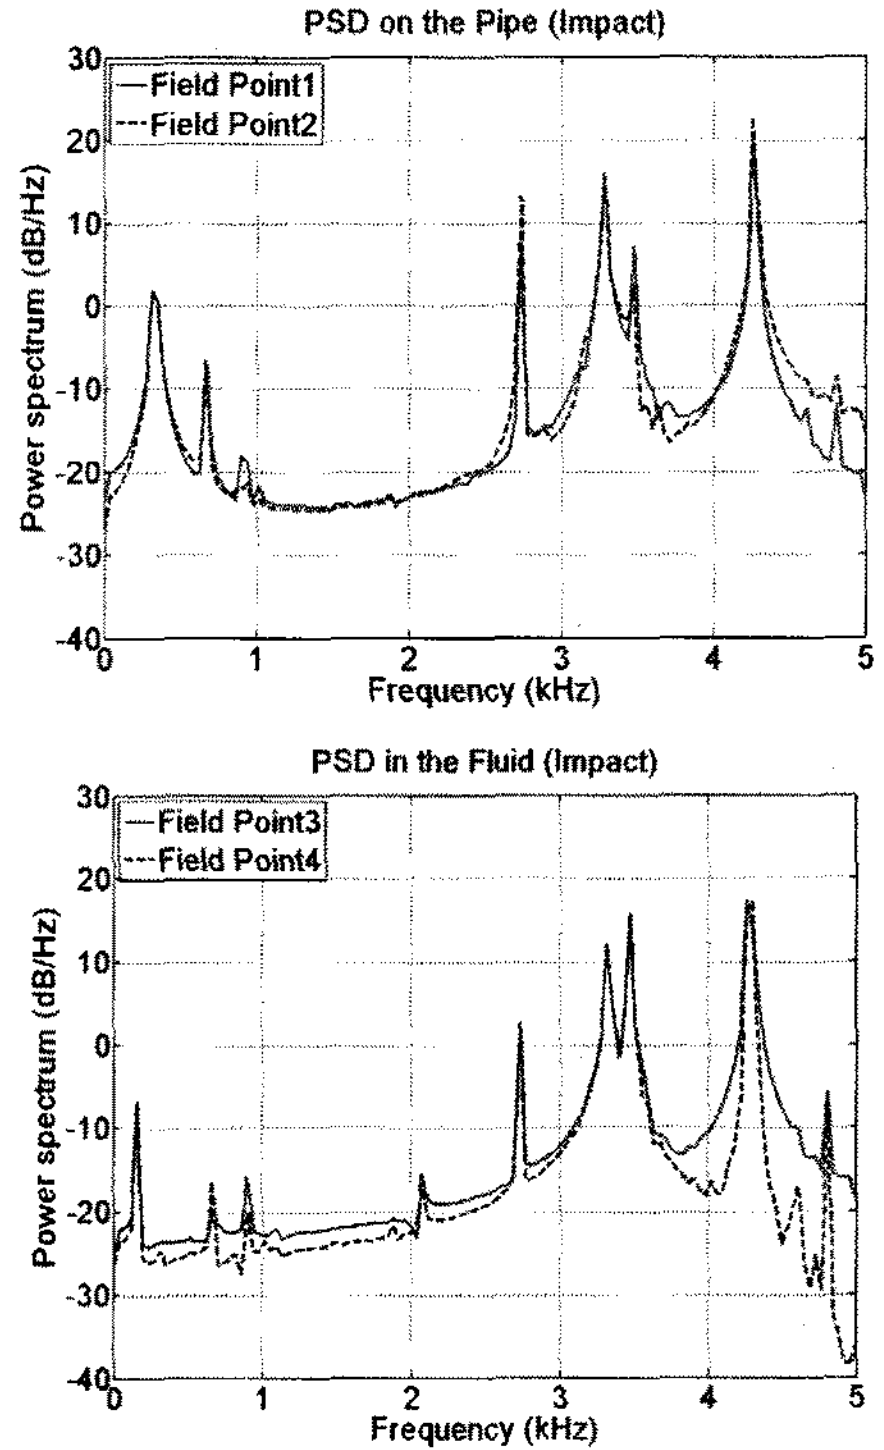 PSD on the Pipe (Impact)
30
20
10
0
-10
-20
-30
-40
Power spectrum (dB/Hz)
Field Point1
Field Point2
0 1 2 3 4 5
Frequency (kHz)
PSD in the Fluid (Impact)
30
20
10
0
-10
-20
-30
-40
Power spectrum (dB/Hz)
Field Point3
Field Point4
0 1 2 3 4 5
Frequency (kHz)